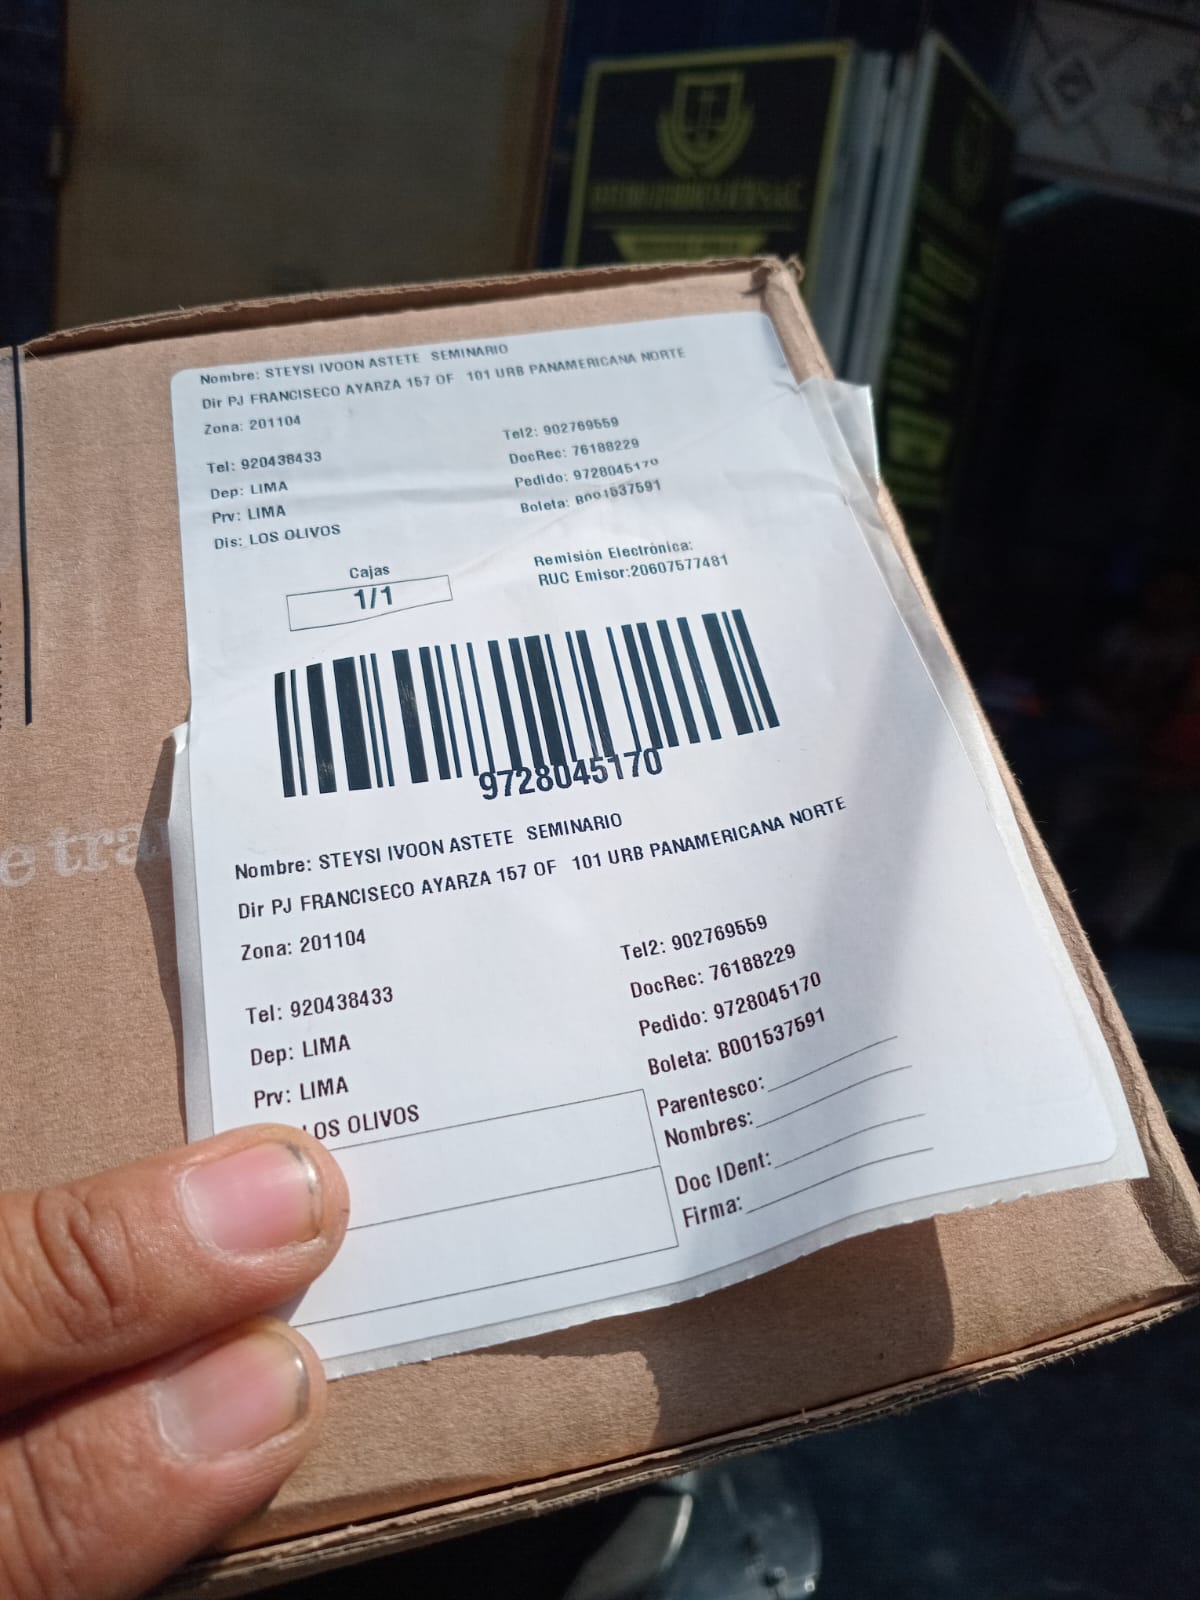 Nombre: STEYSI IVOON ASTETE SEMINARIO
Dir PJ FRANCISECO AYARZA 157 OF 101 URB PANAMERICANA NORTE
Zona: 201104
Tel: 920438433
Dep: LIMA
Prv: LIMA
Dis: LOS OLIVOS
Tel2: 902769559
DocRec: 76188229
Pedido: 9728045170
Boleta: B001537591
Cajas
1/1
Remisión Electrónica:
RUC Emisor:20607577481
9728045170
Nombre: STEYSI IVOON ASTETE SEMINARIO
Dir PJ FRANCISECO AYARZA 157 OF 101 URB PANAMERICANA NORTE
Zona: 201104
Tel: 920438433
Dep: LIMA
Prv: LIMA
LOS OLIVOS
Tel2: 902769559
DocRec: 76188229
Pedido: 9728045170
Boleta: B001537591
Parentesco:
Nombres:
Doc IDent:
Firma:
e tra